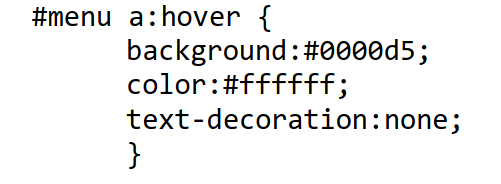 #menu a:hover {
background:#0000d5;
color:#ffffff;
text-decoration:none;
}